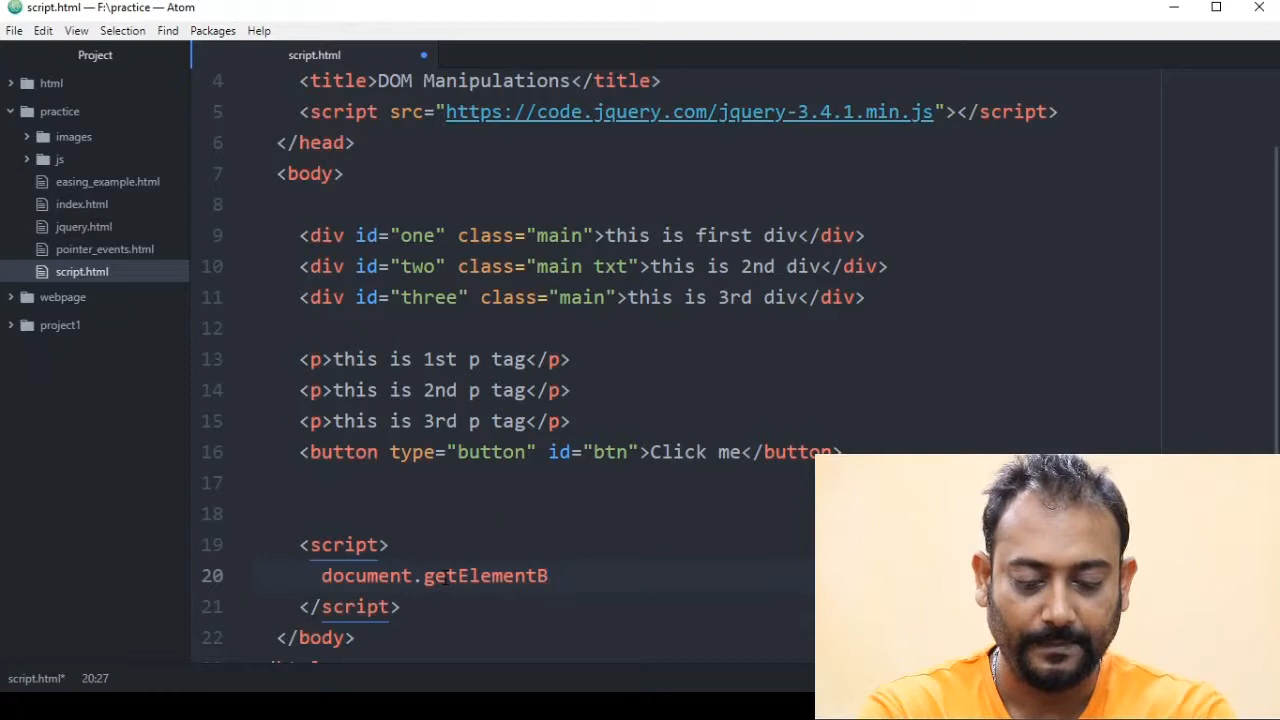 script.html — F:\practice — Atom
File Edit View Selection Find Packages Help
Project
script.html
html
practice
images
js
easing_example.html
index.html
jquery.html
pointer_events.html
script.html
webpage
project1
4 <title>DOM Manipulations</title>
5 <script src="https://code.jquery.com/jquery-3.4.1.min.js"></script>
6 </head>
7 <body>
8
9 <div id="one" class="main">this is first div</div>
10 <div id="two" class="main txt">this is 2nd div</div>
11 <div id="three" class="main">this is 3rd div</div>
12
13 <p>this is 1st p tag</p>
14 <p>this is 2nd p tag</p>
15 <p>this is 3rd p tag</p>
16 <button type="button" id="btn">Click me</button>
17
18
19 <script>
20 document.getElementB
21 </script>
22 </body>
script.html* 20:27